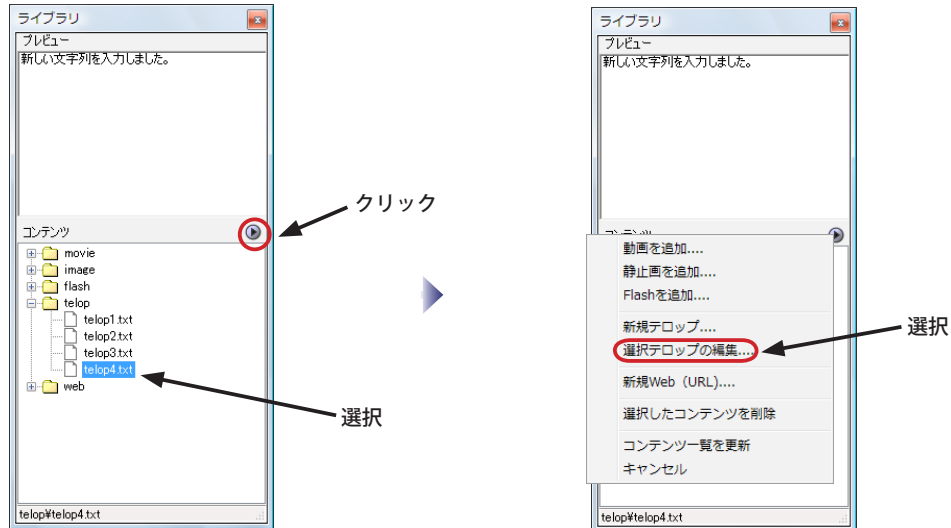 ライブラリ
プレビュー
新しい文字列を入力しました。
コンテンツ
クリック
movie
image
flash
telop
telop1.txt
telop2.txt
telop3.txt
telop4.txt
web
選択
telop¥telop4.txt
ライブラリ
プレビュー
新しい文字列を入力しました。
コンテンツ
動画を追加....
静止画を追加....
Flashを追加....
新規テロップ....
選択テロップの編集....
選択
新規Web（URL)....
選択したコンテンツを削除
コンテンツ一覧を更新
キャンセル
telop¥telop4.txt